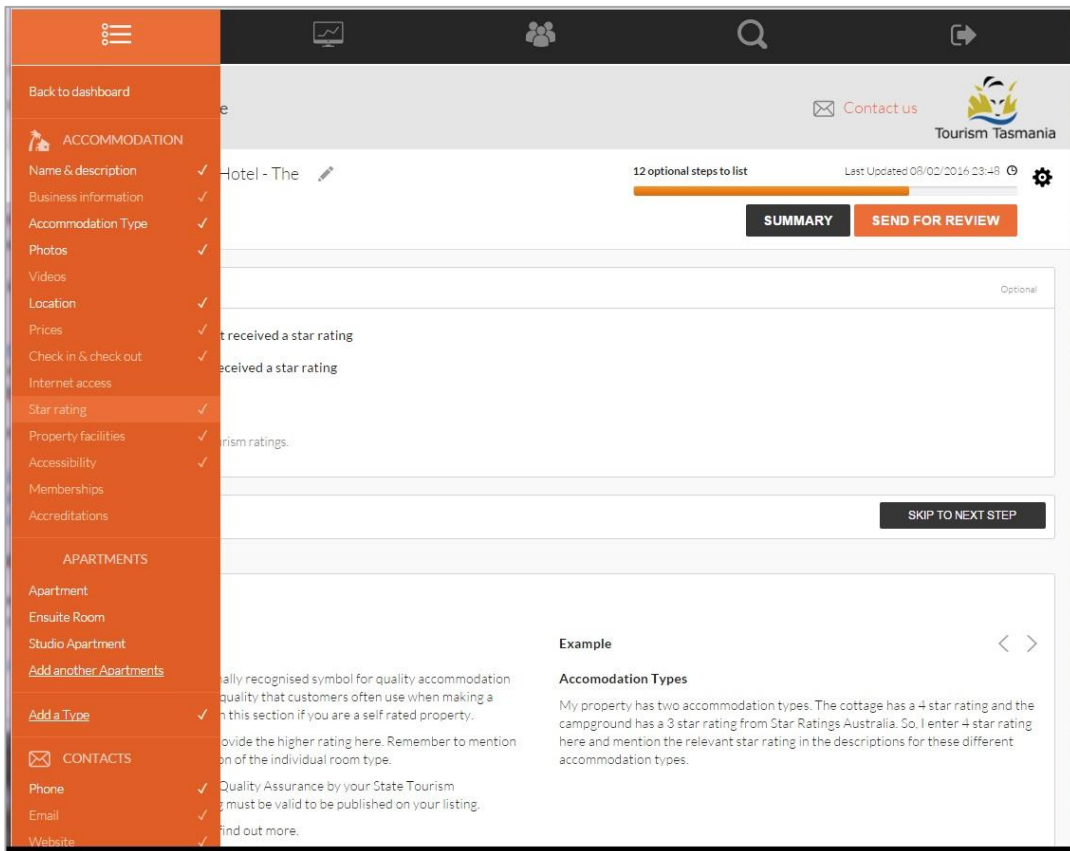 Back to dashboard
ACCOMMODATION
Name & description ✓
Business information ✓
Accommodation Type ✓
Photos ✓
Videos
Location ✓
Prices ✓
Check in & check out ✓
Internet access
Star rating ✓
Property facilities ✓
Accessibility ✓
Memberships
Accreditations
APARTMENTS
Apartment
Ensuite Room
Studio Apartment
Add another Apartments
Add a Type ✓
CONTACTS
Phone ✓
Email ✓
Website ✓
e
Contact us
Tourism Tasmania
Hotel - The
12 optional steps to list
Last Updated 08/02/2016 23:48
SUMMARY
SEND FOR REVIEW
Optional
t received a star rating
eceived a star rating
rism ratings.
SKIP TO NEXT STEP
nally recognised symbol for quality accommodation
quality that customers often use when making a
n this section if you are a self rated property.
ovide the higher rating here. Remember to mention
on of the individual room type.
Quality Assurance by your State Tourism
g must be valid to be published on your listing.
find out more.
Example
Accomodation Types
My property has two accommodation types. The cottage has a 4 star rating and the
campground has a 3 star rating from Star Ratings Australia. So, I enter 4 star rating
here and mention the relevant star rating in the descriptions for these different
accommodation types.